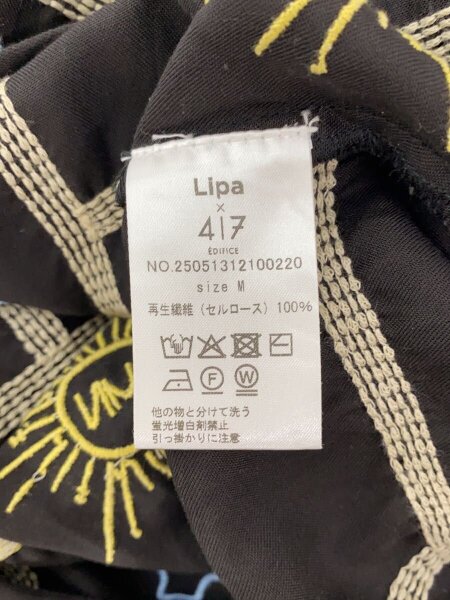 Lipa
×
417
ÉDIFICE
NO.25051312100220
size M
再生繊維（セルロース）100%
F W
他の物と分けて洗う
蛍光増白剤禁止
引っ掛かりに注意